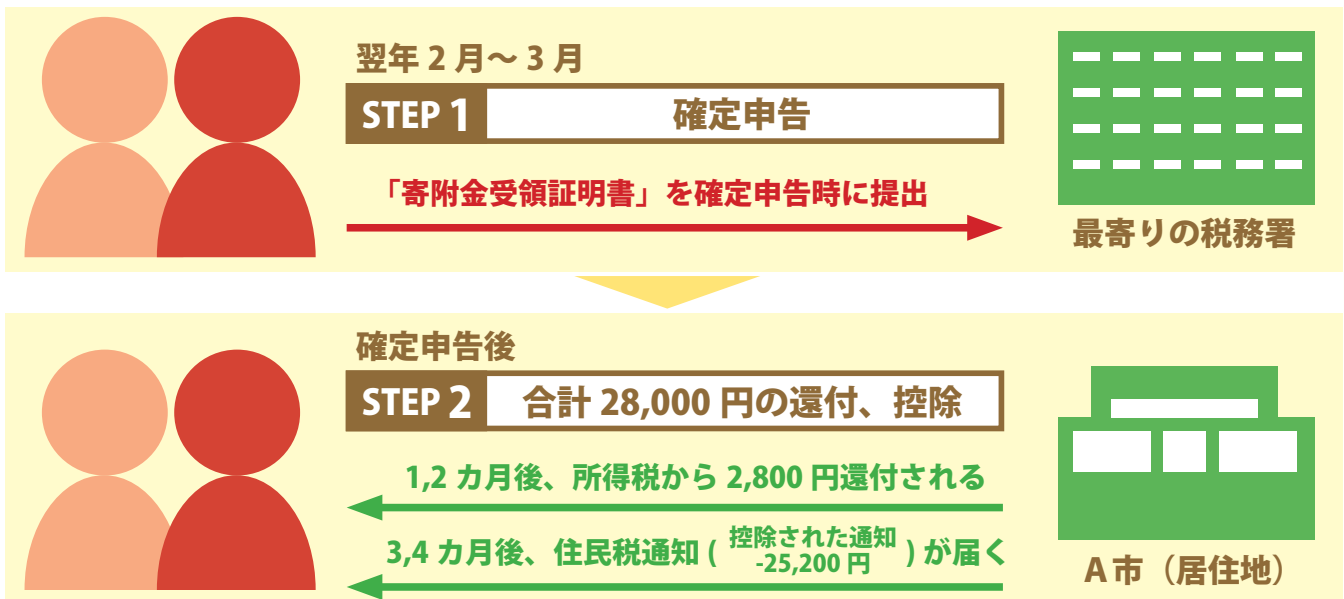 翌年 2 月～ 3 月
STEP 1 確定申告
「寄附金受領証明書」を確定申告時に提出
最寄りの税務署
確定申告後
STEP 2 合計 28,000 円の還付、控除
1,2 カ月後、所得税から 2,800 円還付される
3,4 カ月後、住民税通知 ( 控除された通知 -25,200 円 ) が届く
A市（居住地）